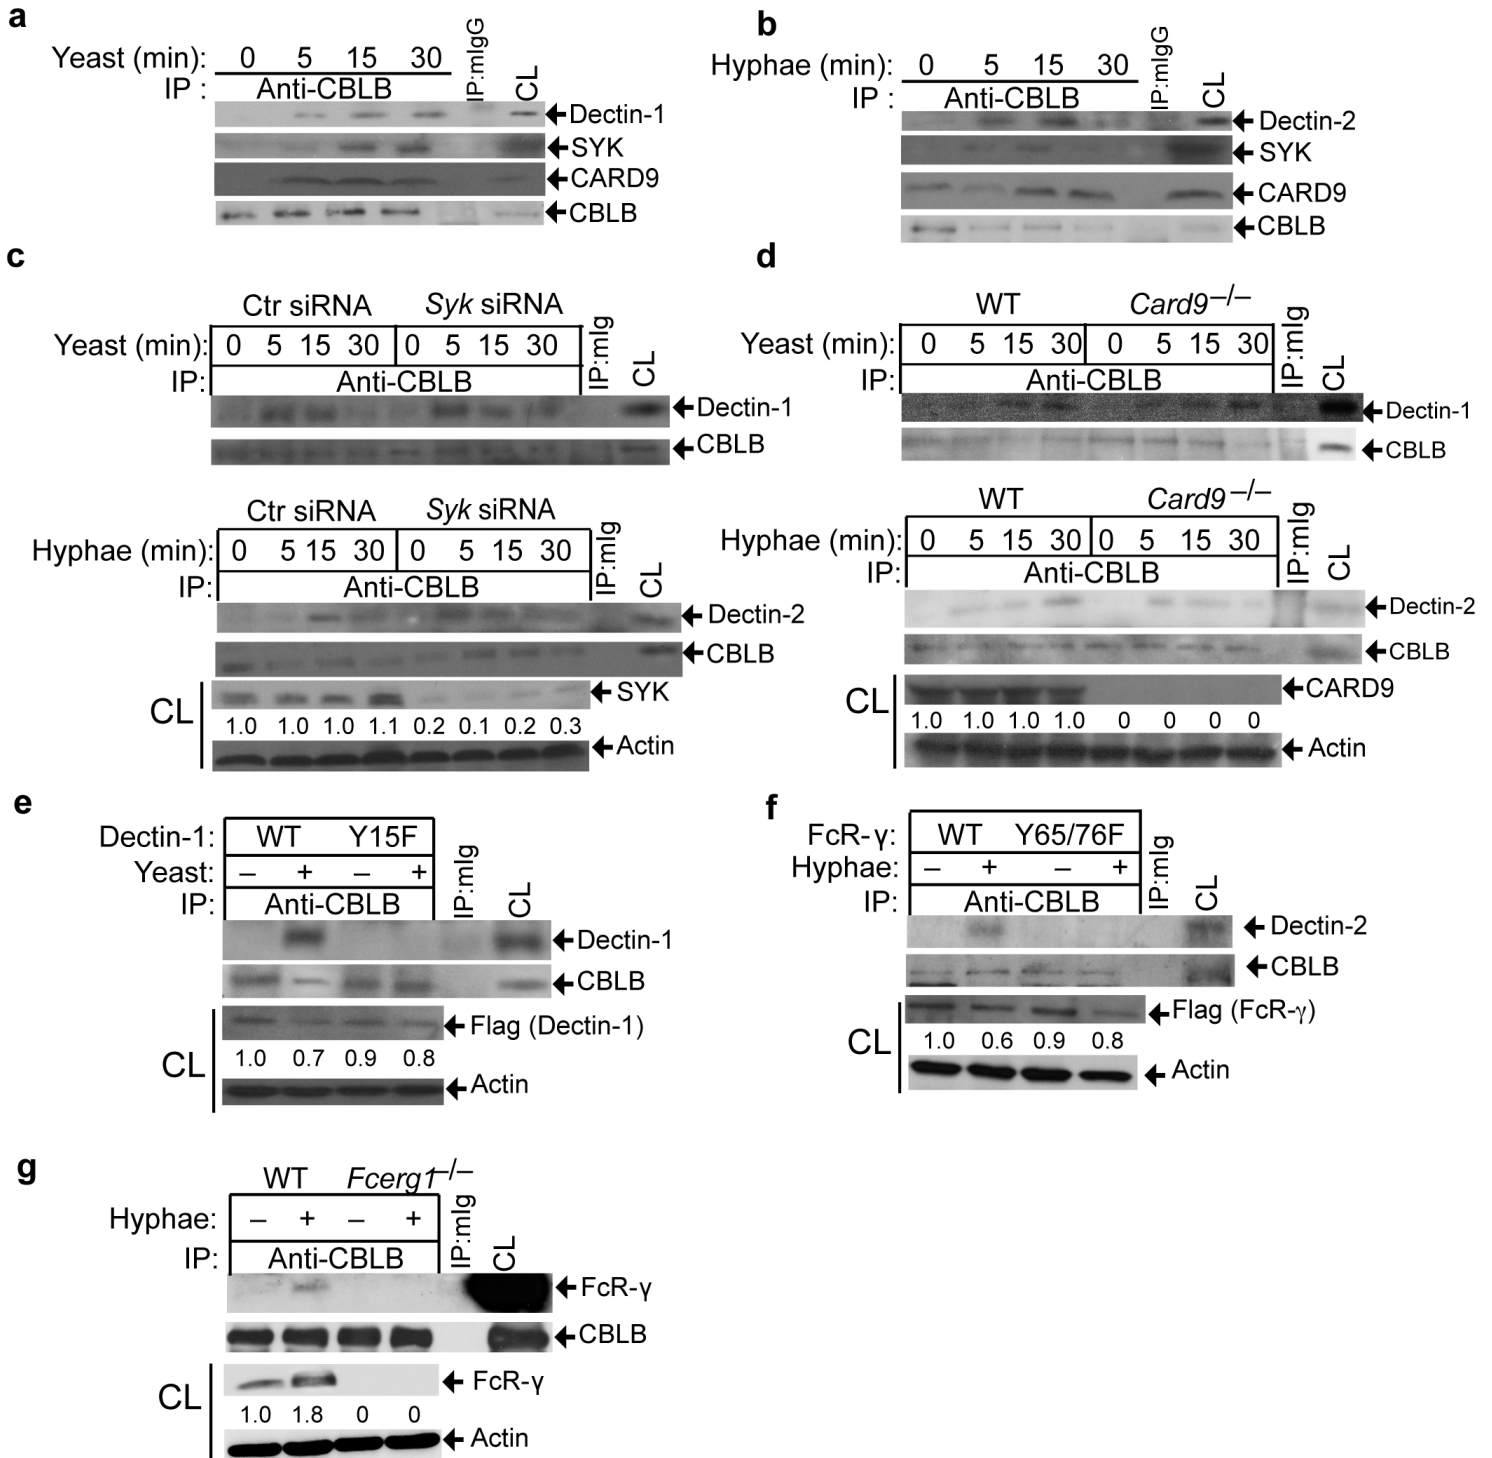 a
Yeast (min): 0 5 15 30 IP:mIgG CL
IP : Anti-CBLB
Dectin-1
SYK
CARD9
CBLB
b
Hyphae (min): 0 5 15 30 IP:mIgG CL
IP : Anti-CBLB
Dectin-2
SYK
CARD9
CBLB
c
Ctr siRNA Syk siRNA
Yeast (min): 0 5 15 30 0 5 15 30 IP:mIg CL
IP: Anti-CBLB
Dectin-1
CBLB
Ctr siRNA Syk siRNA
Hyphae (min): 0 5 15 30 0 5 15 30 IP:mIg CL
IP: Anti-CBLB
Dectin-2
CBLB
CL SYK
1.0 1.0 1.0 1.1 0.2 0.1 0.2 0.3
Actin
d
WT Card9–/–
Yeast (min): 0 5 15 30 0 5 15 30 IP:mIg CL
IP: Anti-CBLB
Dectin-1
CBLB
WT Card9–/–
Hyphae (min): 0 5 15 30 0 5 15 30 IP:mIg CL
IP: Anti-CBLB
Dectin-2
CBLB
CL CARD9
1.0 1.0 1.0 1.0 0 0 0 0
Actin
e
Dectin-1: WT Y15F
Yeast: – + – + IP:mIg CL
IP: Anti-CBLB
Dectin-1
CBLB
CL Flag (Dectin-1)
1.0 0.7 0.9 0.8
Actin
f
FcR-γ: WT Y65/76F
Hyphae: – + – + IP:mIg CL
IP: Anti-CBLB
Dectin-2
CBLB
CL Flag (FcR-γ)
1.0 0.6 0.9 0.8
Actin
g
WT Fcerg1–/–
Hyphae: – + – + IP:mIg CL
IP: Anti-CBLB
FcR-γ
CBLB
CL FcR-γ
1.0 1.8 0 0
Actin